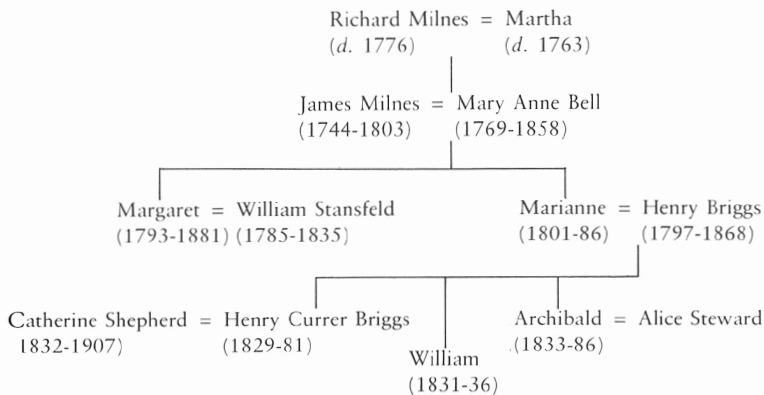 Richard Milnes = Martha
(d. 1776) (d. 1763)
James Milnes = Mary Anne Bell
(1744-1803) (1769-1858)
Margaret = William Stansfeld Marianne = Henry Briggs
(1793-1881) (1785-1835) (1801-86) (1797-1868)
Catherine Shepherd = Henry Currer Briggs Archibald = Alice Steward
1832-1907) (1829-81) (1833-86)
William
(1831-36)